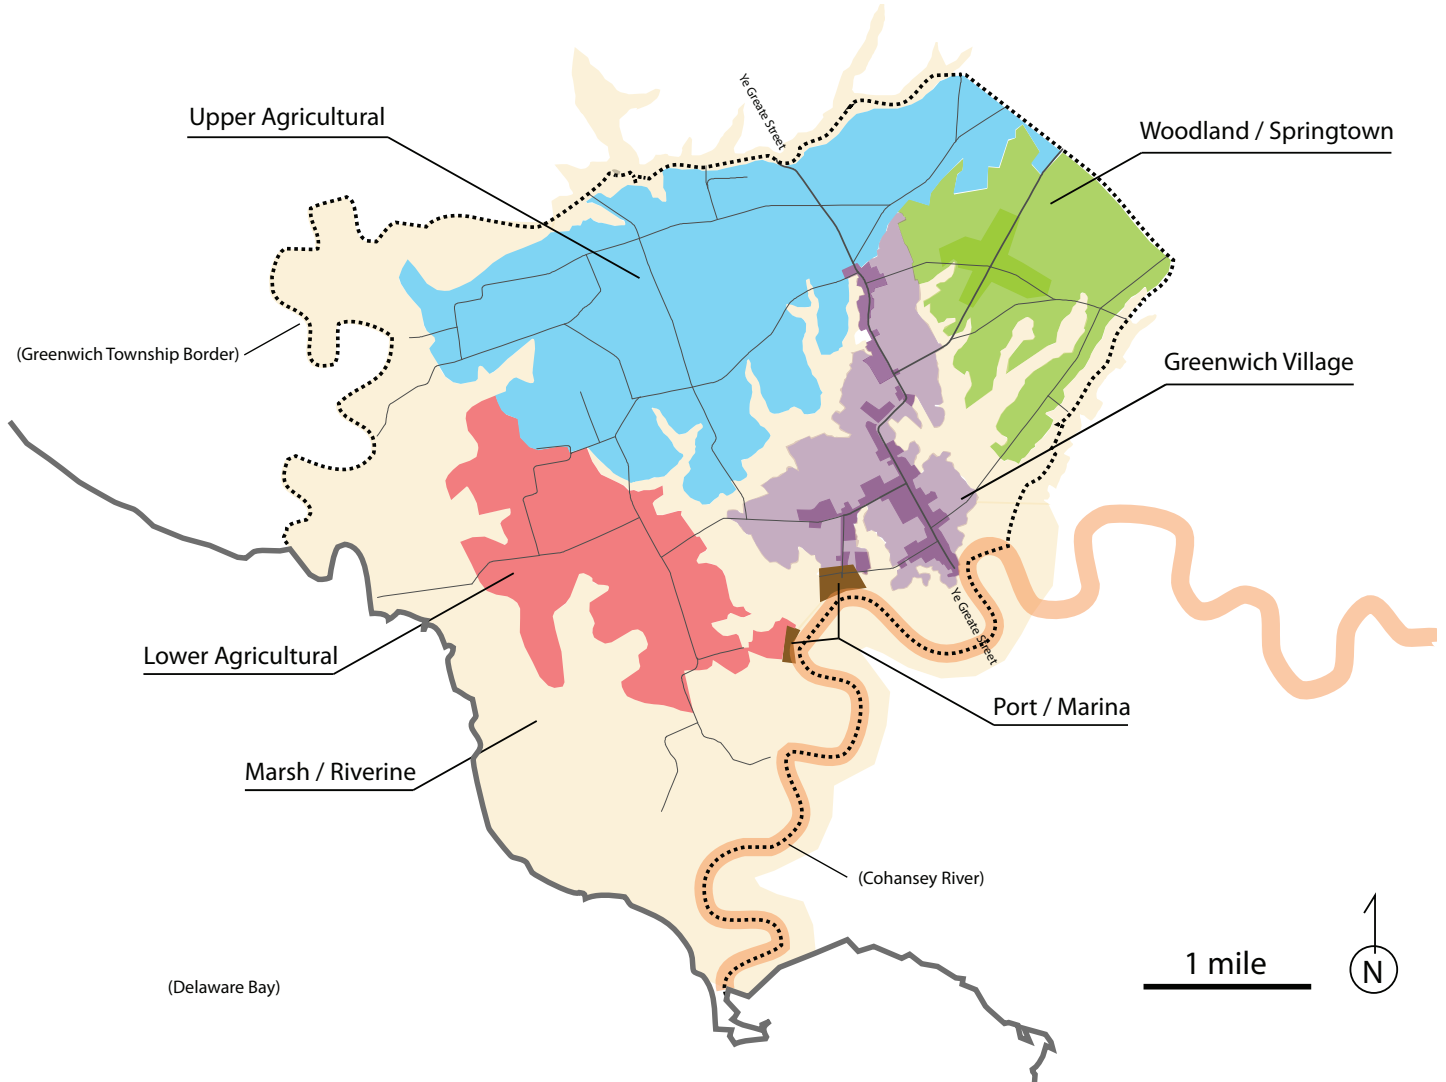 Ye Greate Street
Upper Agricultural
Woodland / Springtown
(Greenwich Township Border)
Greenwich Village
Ye Greate Street
Lower Agricultural
Port / Marina
Marsh / Riverine
(Cohansey River)
1 mile
N
(Delaware Bay)